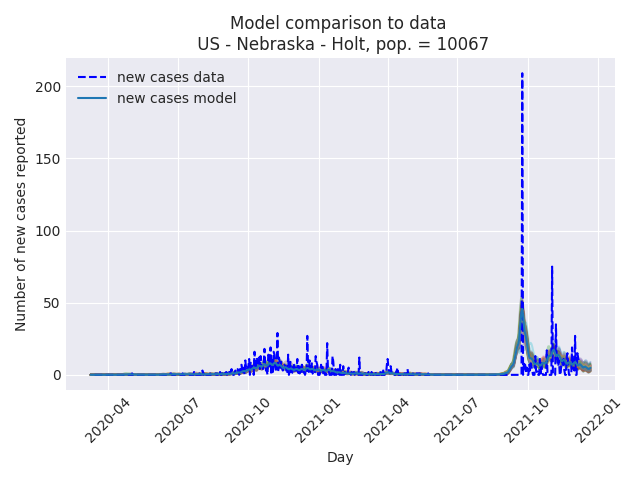 Model comparison to data
US - Nebraska - Holt, pop. = 10067
new cases data
new cases model
Number of new cases reported
200
150
100
50
0
2020-04
2020-07
2020-10
2021-01
2021-04
2021-07
2021-10
2022-01
Day